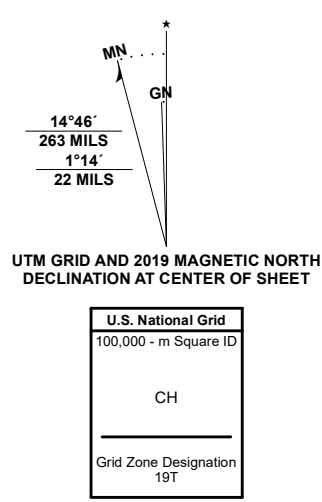 ★
MN
GN
14°46´
263 MILS
1°14´
22 MILS
UTM GRID AND 2019 MAGNETIC NORTH
DECLINATION AT CENTER OF SHEET
U.S. National Grid
100,000 - m Square ID
CH
Grid Zone Designation
19T